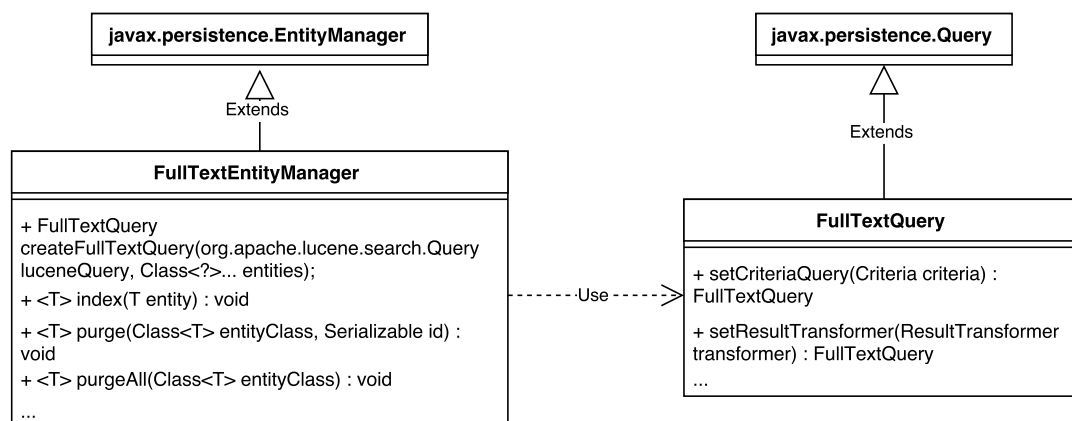 javax.persistence.EntityManager
Extends
FullTextEntityManager
+ FullTextQuery
createFullTextQuery(org.apache.lucene.search.Query
luceneQuery, Class<?>... entities);
+ <T> index(T entity) : void
+ <T> purge(Class<T> entityClass, Serializable id) :
void
+ <T> purgeAll(Class<T> entityClass) : void
...
Use
javax.persistence.Query
Extends
FullTextQuery
+ setCriteriaQuery(Criteria criteria) :
FullTextQuery
+ setResultTransformer(ResultTransformer
transformer) : FullTextQuery
...